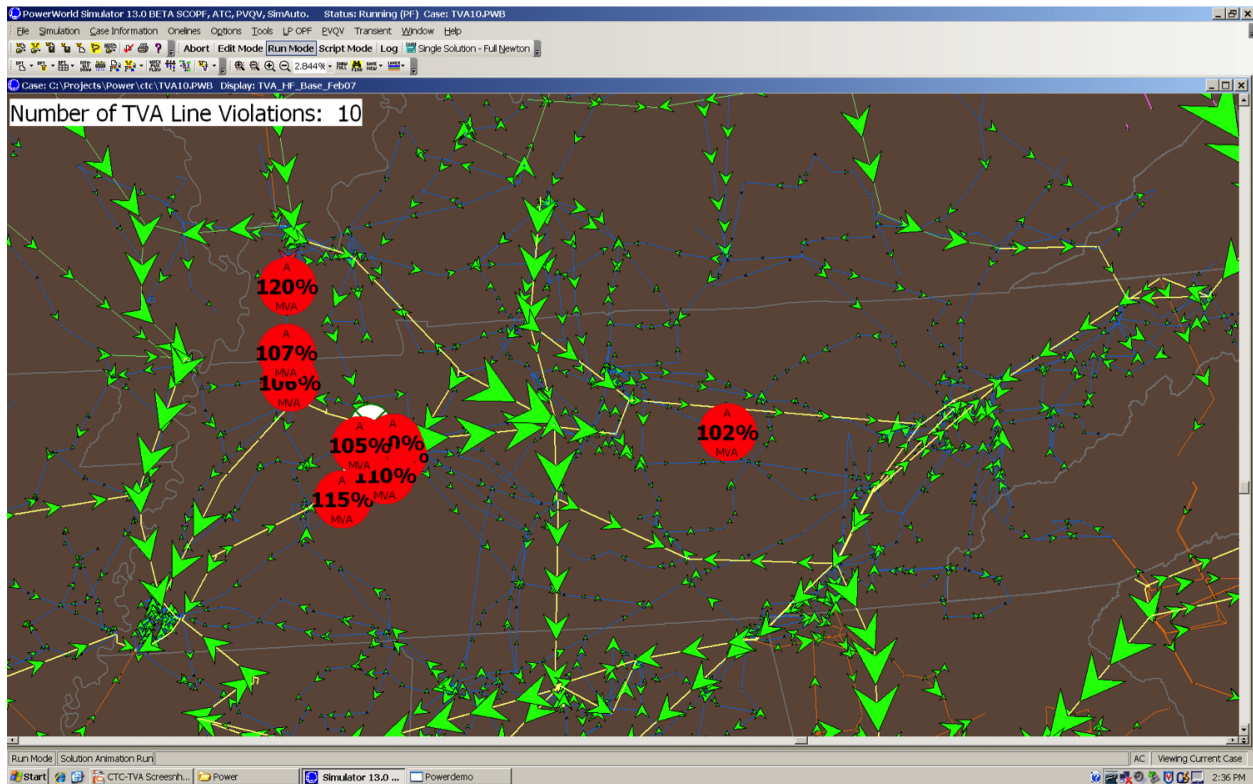 PowerWorld Simulator 13.0 BETA SCOPF, ATC, PVQV, SimAuto. Status: Running (PF) Case: TVA10.PWB
File Simulation Case Information Onelines Options Tools LP OPF PVQV Transient Window Help
Abort Edit Mode Run Mode Script Mode Log Single Solution - Full Newton
2.844%
Case: C:\Projects\Power\ctc\TVA10.PWB Display: TVA_HF_Base_Feb07
Number of TVA Line Violations: 10
A
120%
MVA
A
107%
MVA
106%
MVA
A
105%
MVA
A
0%
%
110%
MVA
A
115%
MVA
A
102%
MVA
Run Mode Solution Animation Run
AC Viewing Current Case
Start CTC-TVA Screesnh... Power Simulator 13.0 ... Powerdemo 2:36 PM